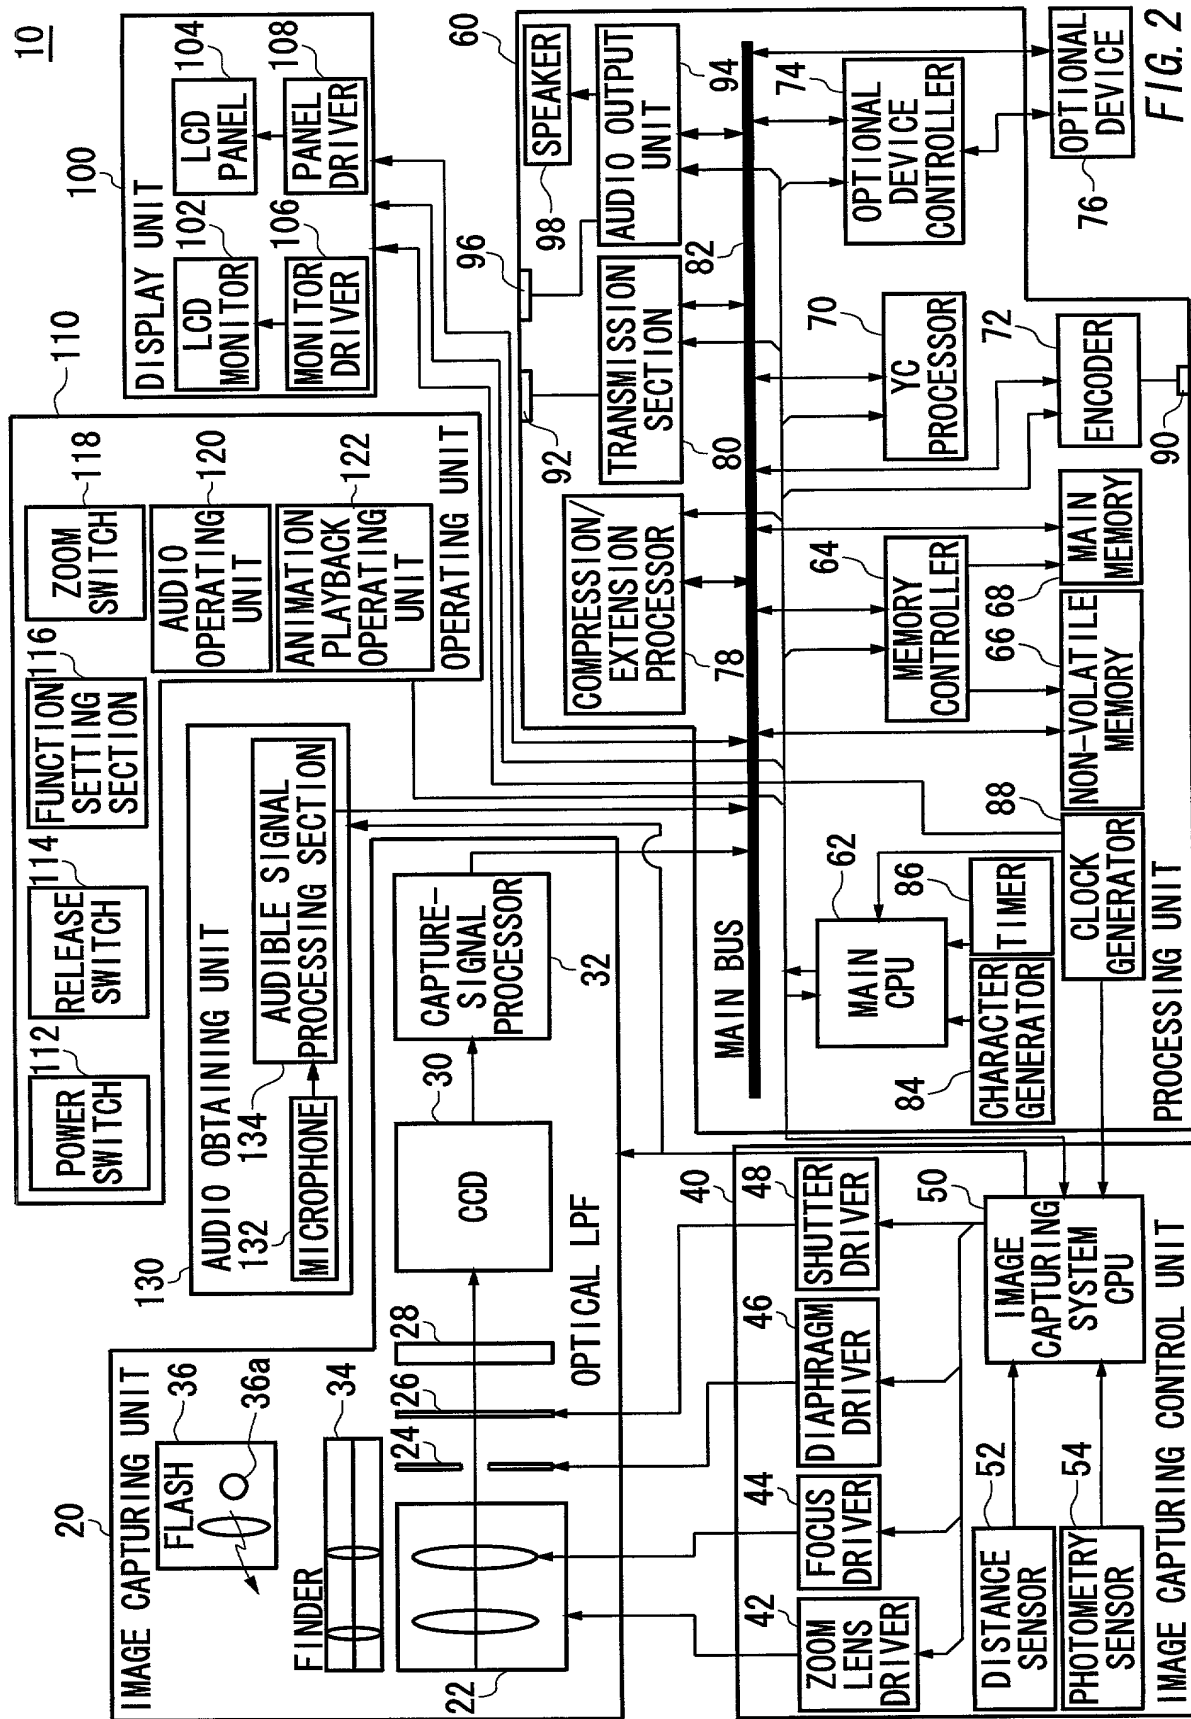 10
20
IMAGE CAPTURING UNIT
FLASH
36
36a
FINDER
34
22
24
26
28
OPTICAL LPF
CCD
30
CAPTURE-
SIGNAL
PROCESSOR
32
110
POWER
SWITCH
112
RELEASE
SWITCH
114
FUNCTION
SETTING
SECTION
116
ZOOM
SWITCH
118
AUDIO
OPERATING
UNIT
120
ANIMATION
PLAYBACK
OPERATING
UNIT
122
OPERATING UNIT
130
AUDIO OBTAINING UNIT
132
MICROPHONE
134
AUDIBLE SIGNAL
PROCESSING SECTION
100
DISPLAY UNIT
LCD
MONITOR
102
LCD
PANEL
104
MONITOR
DRIVER
106
PANEL
DRIVER
108
40
ZOOM
LENS
DRIVER
42
FOCUS
DRIVER
44
DIAPHRAGM
DRIVER
46
SHUTTER
DRIVER
48
IMAGE
CAPTURING
SYSTEM
CPU
50
DISTANCE
SENSOR
52
PHOTOMETRY
SENSOR
54
IMAGE CAPTURING CONTROL UNIT
60
COMPRESSION/
EXTENSION
PROCESSOR
78
TRANSMISSION
SECTION
80
92
96
SPEAKER
98
AUDIO OUTPUT
UNIT
94
MAIN BUS
82
MAIN
CPU
62
MEMORY
CONTROLLER
64
YC
PROCESSOR
70
OPTIONAL
DEVICE
CONTROLLER
74
CHARACTER
GENERATOR
84
TIMER
86
CLOCK
GENERATOR
88
NON-VOLATILE
MEMORY
66
MAIN
MEMORY
68
ENCODER
72
90
OPTIONAL
DEVICE
76
PROCESSING UNIT
FIG. 2